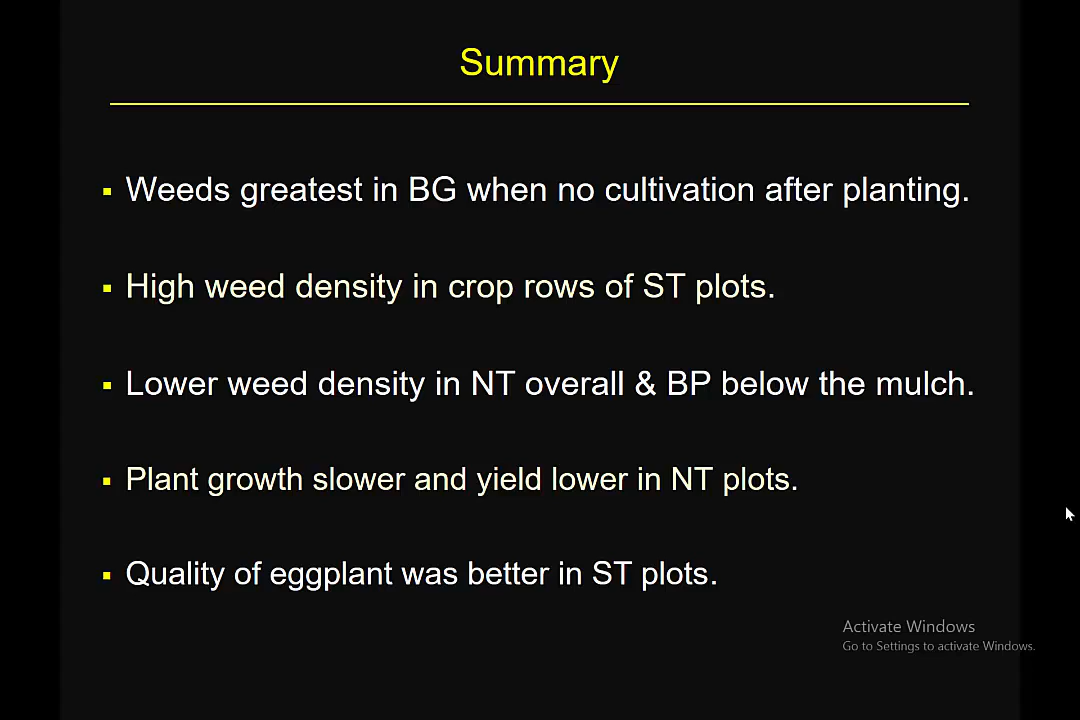 Summary
▪ Weeds greatest in BG when no cultivation after planting.
▪ High weed density in crop rows of ST plots.
▪ Lower weed density in NT overall & BP below the mulch.
▪ Plant growth slower and yield lower in NT plots.
▪ Quality of eggplant was better in ST plots.
Activate Windows
Go to Settings to activate Windows.